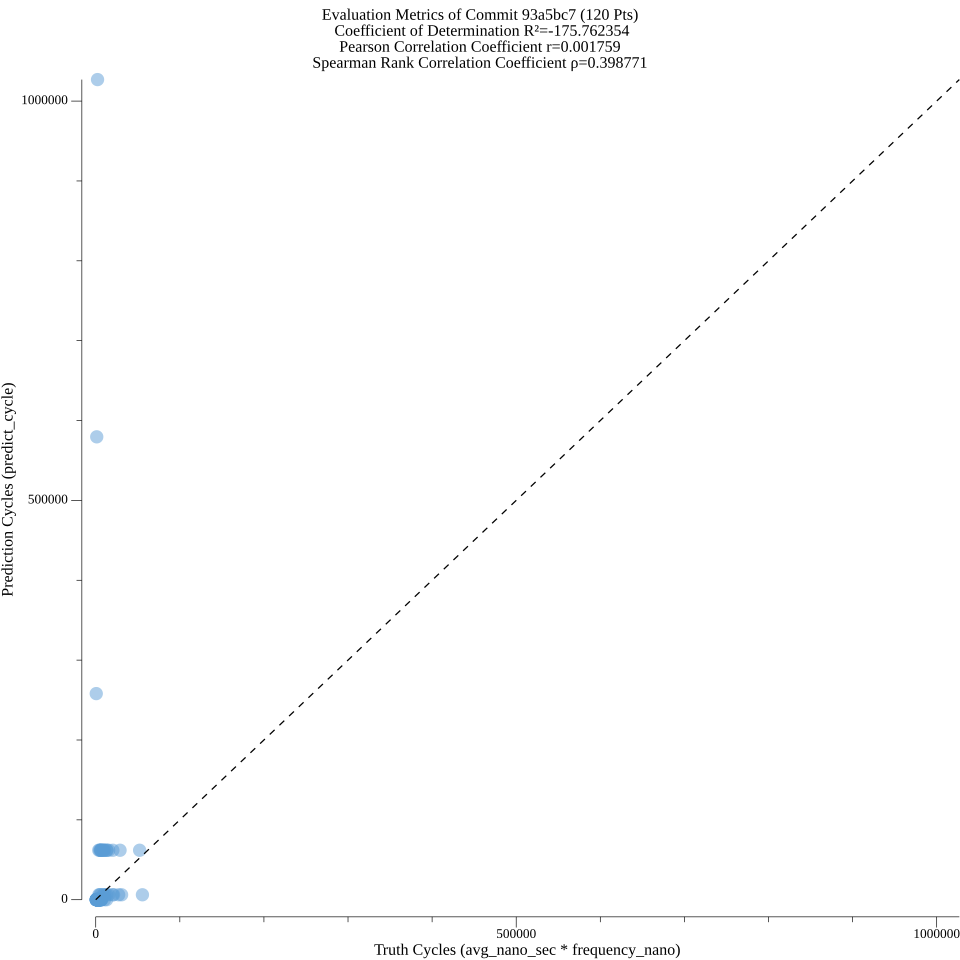 Evaluation Metrics of Commit 93a5bc7 (120 Pts)
Coefficient of Determination R²=-175.762354
Pearson Correlation Coefficient r=0.001759
Spearman Rank Correlation Coefficient ρ=0.398771
1000000
500000
0
Prediction Cycles (predict_cycle)
0
500000
1000000
Truth Cycles (avg_nano_sec * frequency_nano)